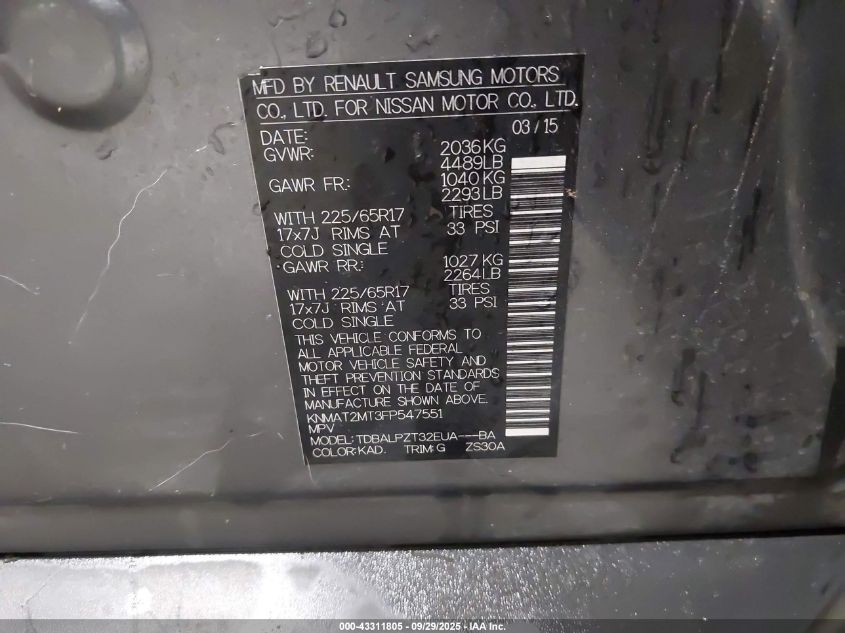 MFD BY RENAULT SAMSUNG MOTORS
CO., LTD. FOR NISSAN MOTOR CO., LTD.
DATE: 03/15
GVWR: 2036KG
4489LB
GAWR FR.: 1040KG
2293LB
WITH 225/65R17 TIRES
17x7J RIMS AT 33 PSI
COLD SINGLE
GAWR RR.: 1027 KG
2264LB
WITH 225/65R17 TIRES
17x7J RIMS AT 33 PSI
COLD SINGLE
THIS VEHICLE CONFORMS TO
ALL APPLICABLE FEDERAL
MOTOR VEHICLE SAFETY AND
THEFT PREVENTION STANDARDS
IN EFFECT ON THE DATE OF
MANUFACTURE SHOWN ABOVE.
KNMAT2MT3FP547551
MPV
MODEL: TDBALPZT32EUA---BA
COLOR: KAD. TRIM:G ZS30A
000-43311805 - 09/29/2025 - IAA Inc.